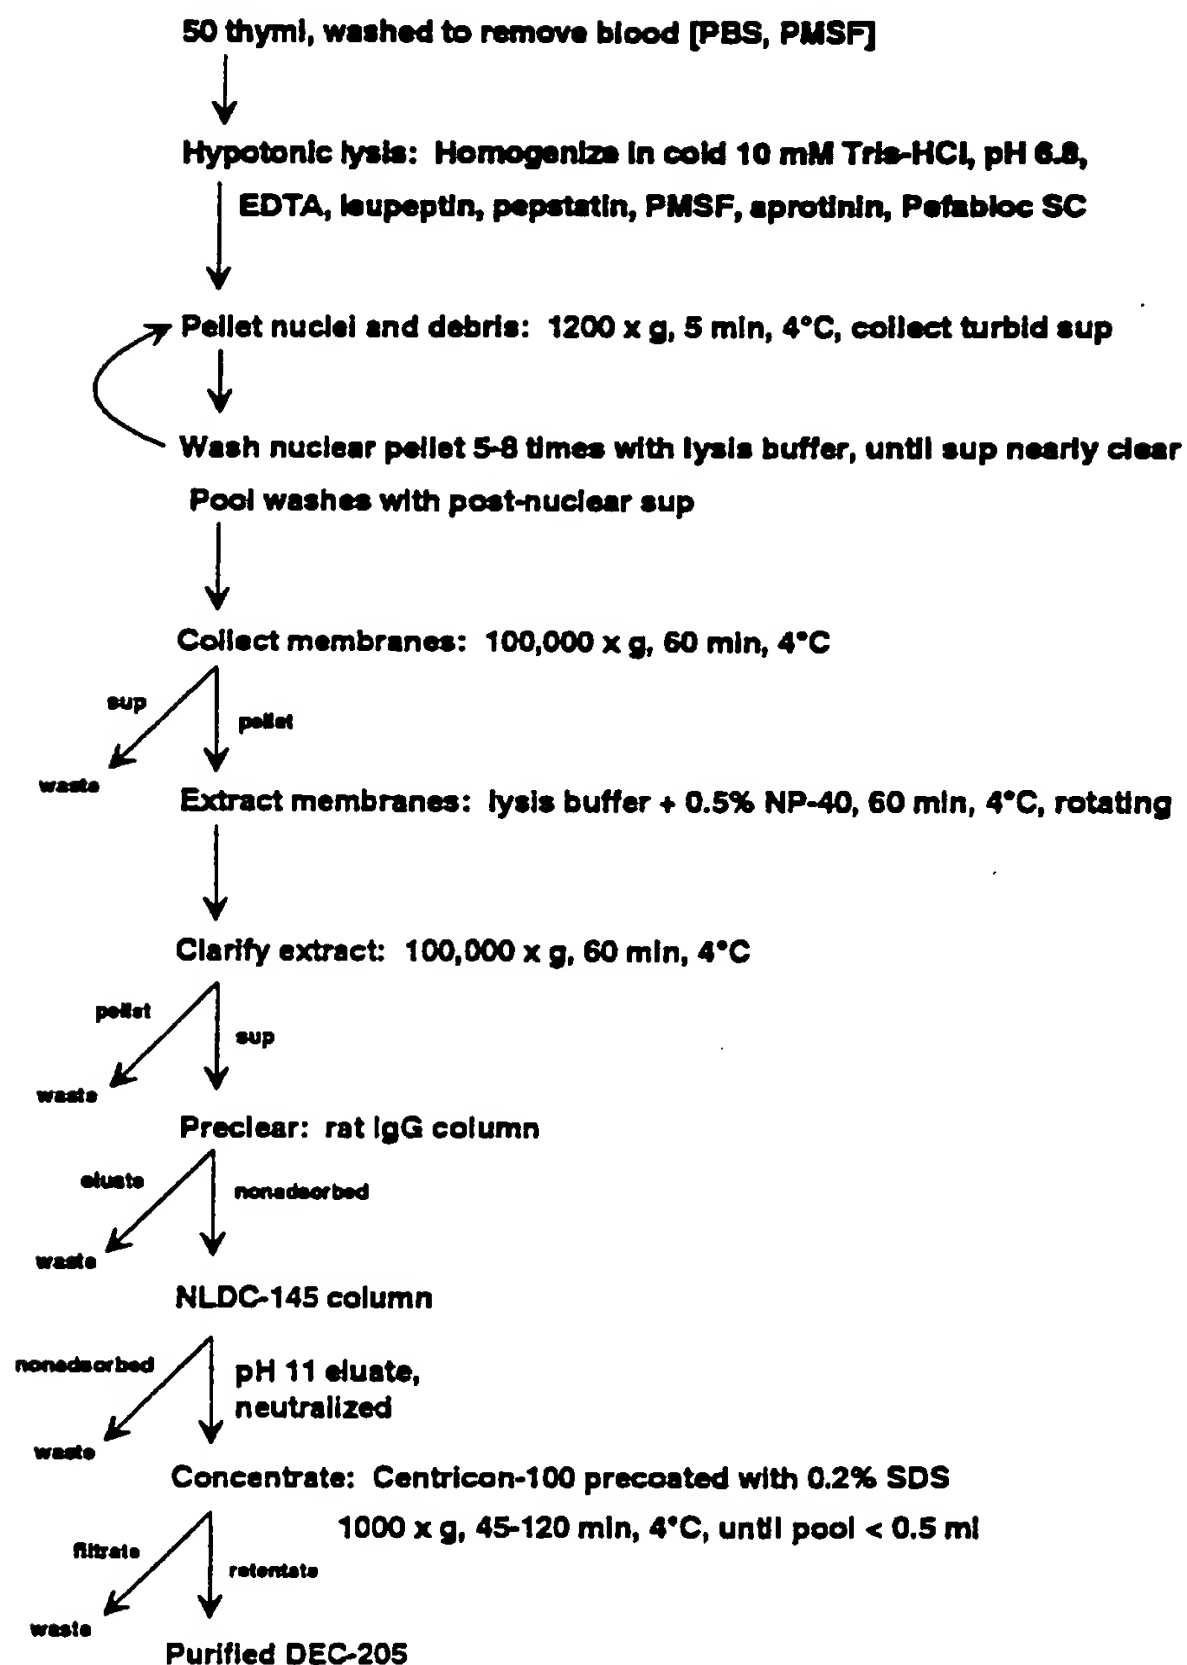 50 thymi, washed to remove blood [PBS, PMSF]
Hypotonic lysis: Homogenize in cold 10 mM Tris-HCl, pH 6.8,
EDTA, leupeptin, pepstatin, PMSF, aprotinin, Pefabloc SC
Pellet nuclei and debris: 1200 x g, 5 min, 4°C, collect turbid sup
Wash nuclear pellet 5-8 times with lysis buffer, until sup nearly clear
Pool washes with post-nuclear sup
Collect membranes: 100,000 x g, 60 min, 4°C
sup
pellet
waste
Extract membranes: lysis buffer + 0.5% NP-40, 60 min, 4°C, rotating
Clarify extract: 100,000 x g, 60 min, 4°C
pellet
sup
waste
Preclear: rat IgG column
eluate
nonadsorbed
waste
NLDC-145 column
nonadsorbed
pH 11 eluate,
neutralized
waste
Concentrate: Centricon-100 precoated with 0.2% SDS
1000 x g, 45-120 min, 4°C, until pool < 0.5 ml
filtrate
retentate
waste
Purified DEC-205